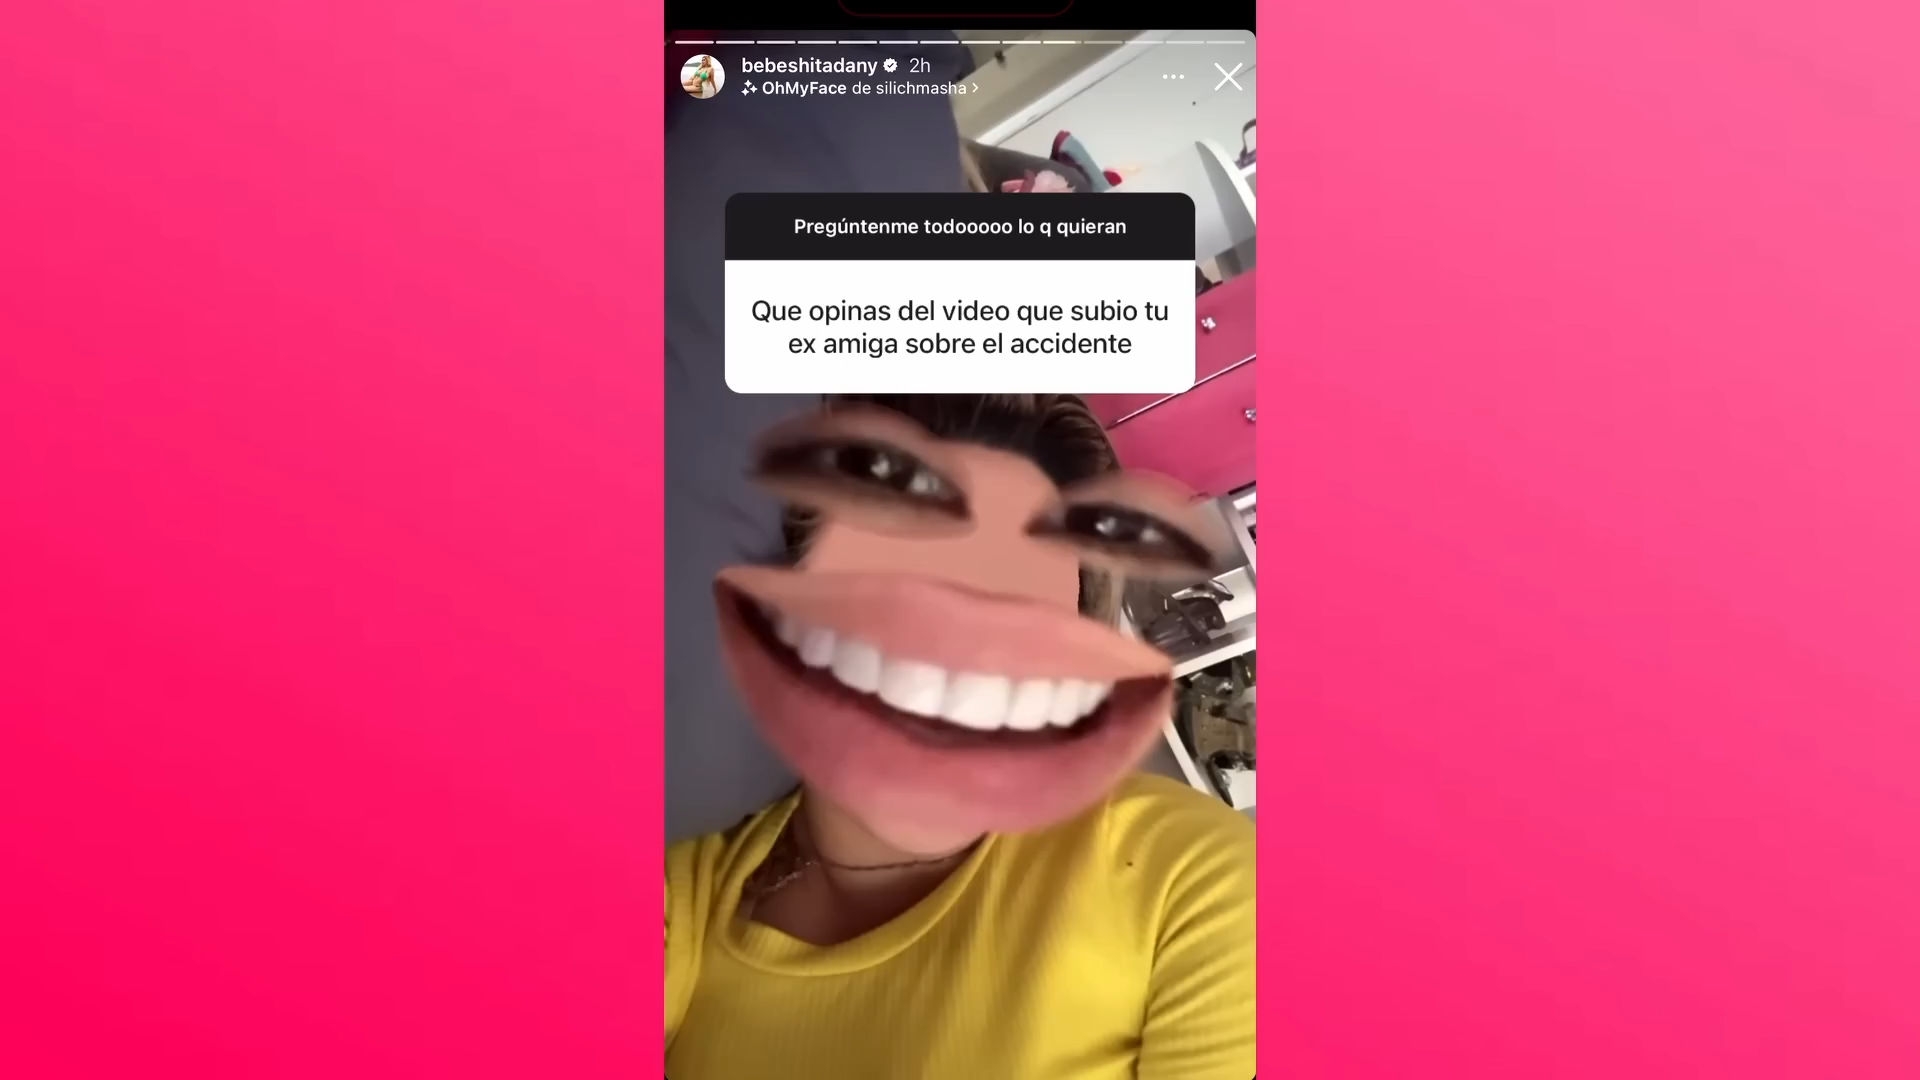 bebeshitadany 2h
OhMyFace de silichmasha
Pregúntenme todooooo lo q quieran
Que opinas del video que subio tu
ex amiga sobre el accidente